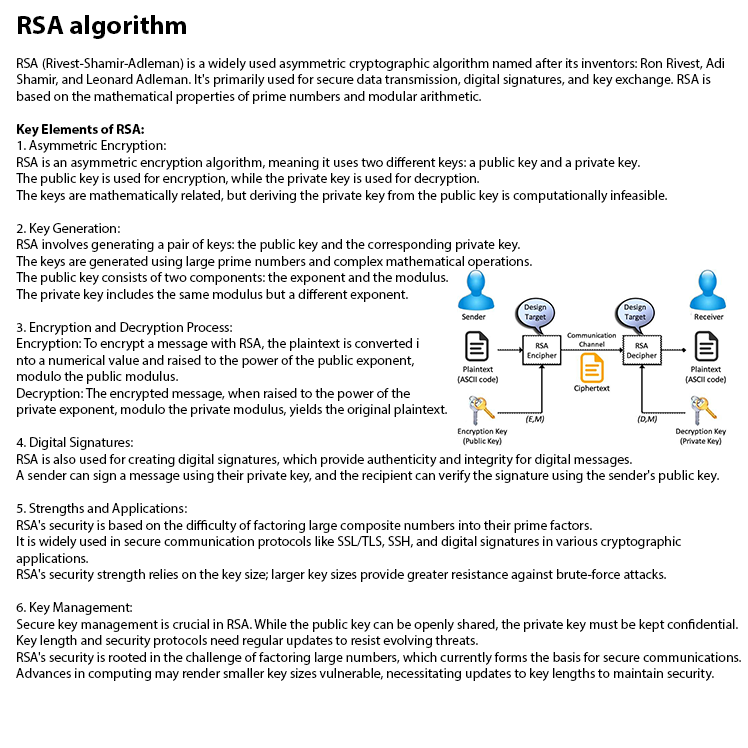 RSA algorithm
RSA (Rivest-Shamir-Adleman) is a widely used asymmetric cryptographic algorithm named after its inventors: Ron Rivest, Adi
Shamir, and Leonard Adleman. It's primarily used for secure data transmission, digital signatures, and key exchange. RSA is
based on the mathematical properties of prime numbers and modular arithmetic.
Key Elements of RSA:
1. Asymmetric Encryption:
RSA is an asymmetric encryption algorithm, meaning it uses two different keys: a public key and a private key.
The public key is used for encryption, while the private key is used for decryption.
The keys are mathematically related, but deriving the private key from the public key is computationally infeasible.
2. Key Generation:
RSA involves generating a pair of keys: the public key and the corresponding private key.
The keys are generated using large prime numbers and complex mathematical operations.
The public key consists of two components: the exponent and the modulus.
The private key includes the same modulus but a different exponent.
3. Encryption and Decryption Process:
Encryption: To encrypt a message with RSA, the plaintext is converted i
nto a numerical value and raised to the power of the public exponent,
modulo the public modulus.
Decryption: The encrypted message, when raised to the power of the
private exponent, modulo the private modulus, yields the original plaintext.
Sender
Design
Target
Design
Target
Receiver
Plaintext
(ASCII code)
RSA
Encipher
Communication
Channel
Ciphertext
RSA
Decipher
Plaintext
(ASCII code)
Encryption Key
(Public Key)
(E,M)
(D,M)
Decryption Key
(Private Key)
4. Digital Signatures:
RSA is also used for creating digital signatures, which provide authenticity and integrity for digital messages.
A sender can sign a message using their private key, and the recipient can verify the signature using the sender's public key.
5. Strengths and Applications:
RSA's security is based on the difficulty of factoring large composite numbers into their prime factors.
It is widely used in secure communication protocols like SSL/TLS, SSH, and digital signatures in various cryptographic
applications.
RSA's security strength relies on the key size; larger key sizes provide greater resistance against brute-force attacks.
6. Key Management:
Secure key management is crucial in RSA. While the public key can be openly shared, the private key must be kept confidential.
Key length and security protocols need regular updates to resist evolving threats.
RSA's security is rooted in the challenge of factoring large numbers, which currently forms the basis for secure communications.
Advances in computing may render smaller key sizes vulnerable, necessitating updates to key lengths to maintain security.